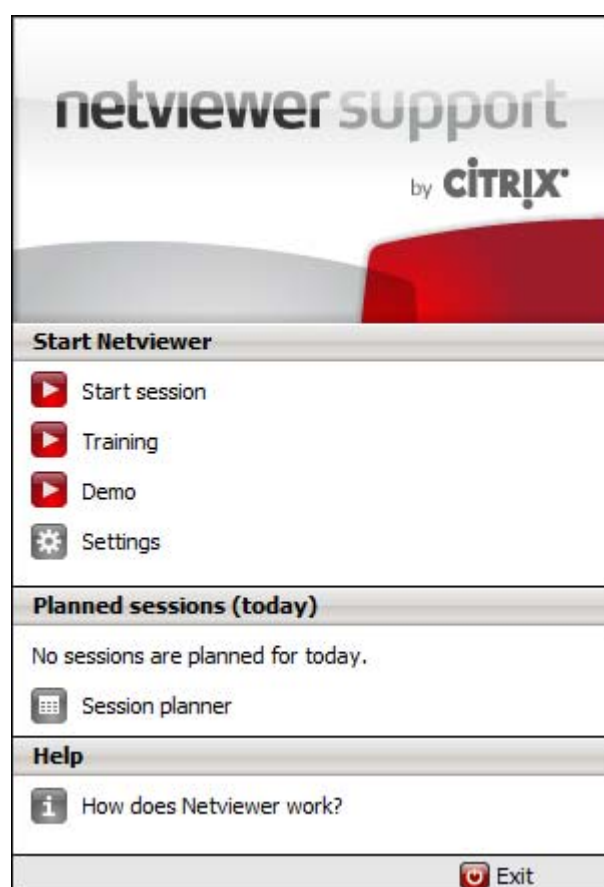 netviewer support
by CITRIX
Start Netviewer
Start session
Training
Demo
Settings
Planned sessions (today)
No sessions are planned for today.
Session planner
Help
How does Netviewer work?
Exit